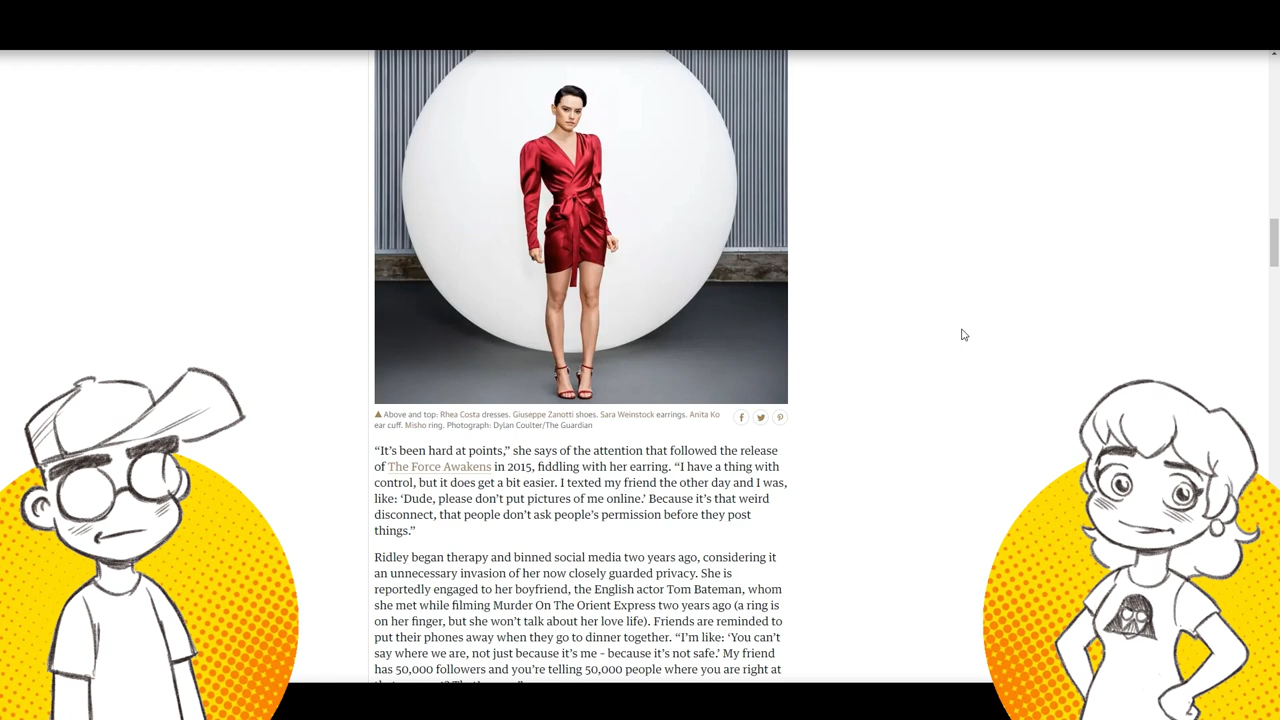 ▲ Above and top: Rhea Costa dresses. Giuseppe Zanotti shoes. Sara Weinstock earrings. Anita Ko
ear cuff. Misho ring. Photograph: Dylan Coulter/The Guardian
“It’s been hard at points,” she says of the attention that followed the release
of The Force Awakens in 2015, fiddling with her earring. “I have a thing with
control, but it does get a bit easier. I texted my friend the other day and I was,
like: ‘Dude, please don’t put pictures of me online.’ Because it’s that weird
disconnect, that people don’t ask people’s permission before they post
things.”
Ridley began therapy and binned social media two years ago, considering it
an unnecessary invasion of her now closely guarded privacy. She is
reportedly engaged to her boyfriend, the English actor Tom Bateman, whom
she met while filming Murder On The Orient Express two years ago (a ring is
on her finger, but she won’t talk about her love life). Friends are reminded to
put their phones away when they go to dinner together. “I’m like: ‘You can’t
say where we are, not just because it’s me – because it’s not safe.’ My friend
has 50,000 followers and you’re telling 50,000 people where you are right at